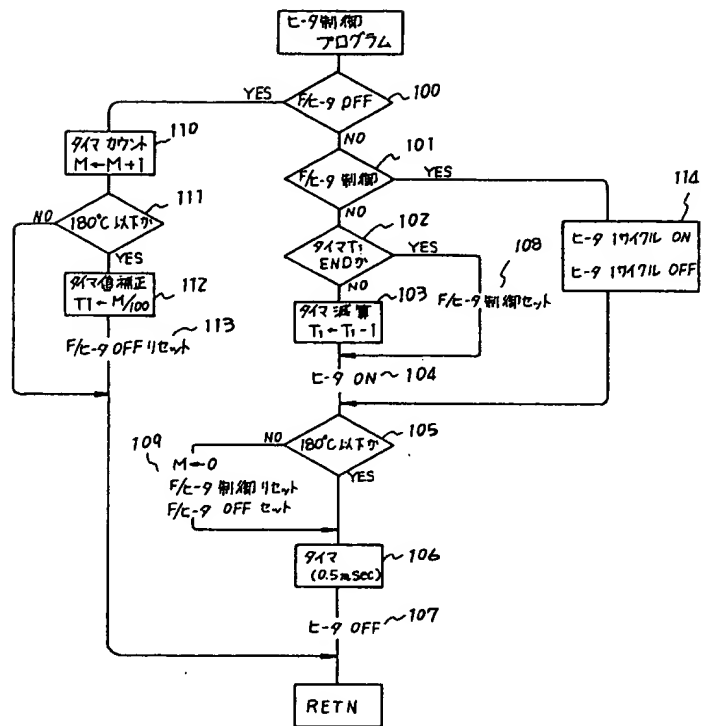 ヒータ制御
プログラム
F/ヒータ OFF
100
YES
NO
110
タイマ カウント
M←M+1
101
F/ヒータ 制御
YES
NO
111
180℃以下か
NO
YES
102
タイマT₁
ENDか
YES
NO
108
F/ヒータ 制御セット
114
ヒータ 1サイクル ON
ヒータ 1サイクル OFF
タイマ値補正
T1←M/100
112
103
タイマ 減算
T₁←T₁-1
113
F/ヒータ OFF リセット
ヒータ ON
104
105
180℃以下か
NO
YES
109
M←0
F/ヒータ 制御リセット
F/ヒータ OFF セット
タイマ
(0.5msec)
106
ヒータ OFF
107
RETN